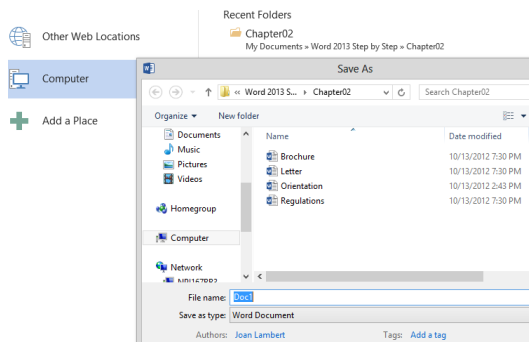 Recent Folders
Chapter02
My Documents » Word 2013 Step by Step » Chapter02
Other Web Locations
Computer
Add a Place
Save As
« Word 2013 S... Chapter02
Search Chapter02
Organize
New folder
Documents
Music
Pictures
Videos
Homegroup
Computer
Network
Name
Date modified
Brochure
10/13/2012 7:30 PM
Letter
10/13/2012 7:30 PM
Orientation
10/13/2012 2:43 PM
Regulations
10/13/2012 7:30 PM
File name: Doc1
Save as type: Word Document
Authors: Joan Lambert
Tags: Add a tag